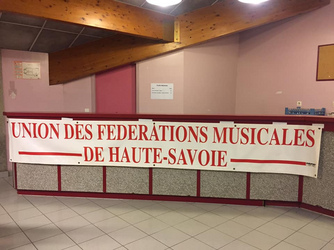 UNION DES FEDERATIONS MUSICALES
DE HAUTE-SAVOIE